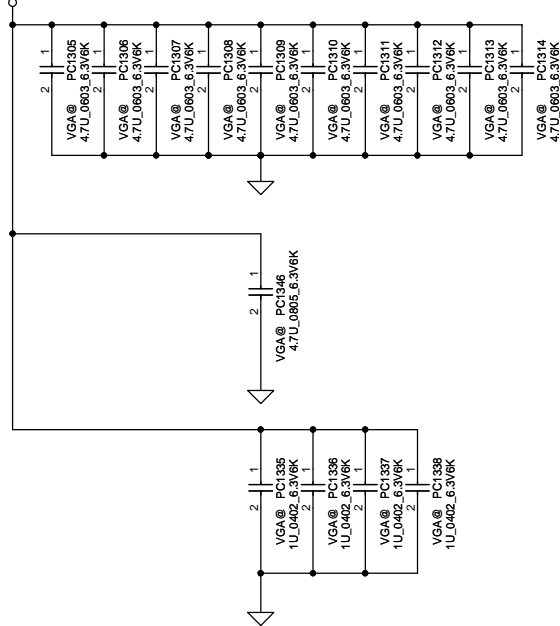 1
2
VGA@ PC1305
4.7U_0603_6.3V6K
1
2
VGA@ PC1306
4.7U_0603_6.3V6K
1
2
VGA@ PC1307
4.7U_0603_6.3V6K
1
2
VGA@ PC1308
4.7U_0603_6.3V6K
1
2
VGA@ PC1309
4.7U_0603_6.3V6K
1
2
VGA@ PC1310
4.7U_0603_6.3V6K
1
2
VGA@ PC1311
4.7U_0603_6.3V6K
1
2
VGA@ PC1312
4.7U_0603_6.3V6K
1
2
VGA@ PC1313
4.7U_0603_6.3V6K
1
2
VGA@ PC1314
4.7U_0603_6.3V6K
1
2
VGA@ PC1346
4.7U_0805_6.3V6K
1
2
VGA@ PC1335
1U_0402_6.3V6K
1
2
VGA@ PC1336
1U_0402_6.3V6K
1
2
VGA@ PC1337
1U_0402_6.3V6K
1
2
VGA@ PC1338
1U_0402_6.3V6K